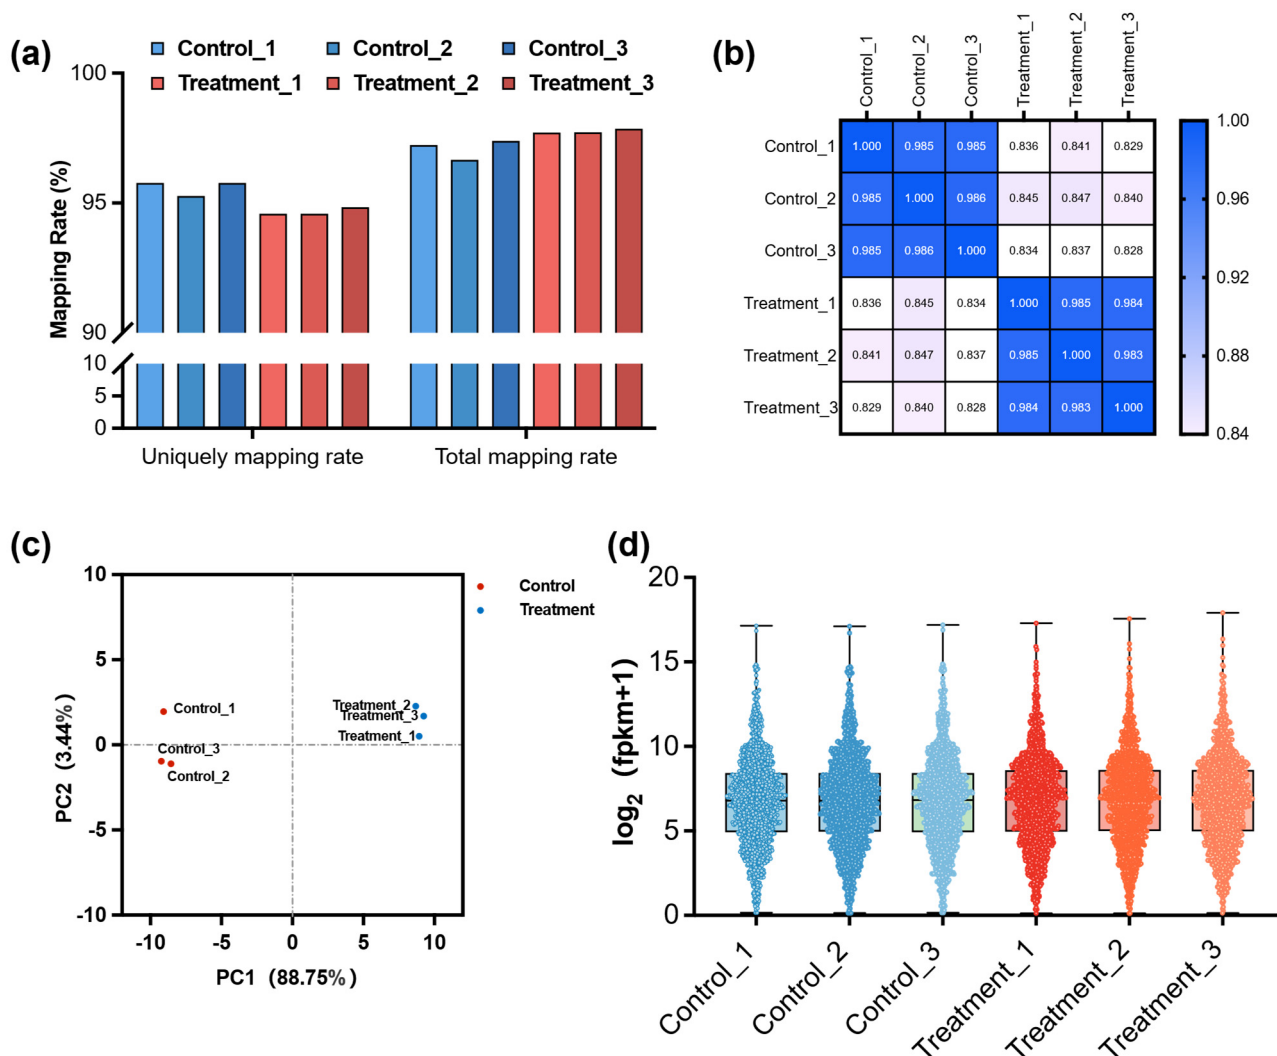 (a)
Control_1 Control_2 Control_3
Treatment_1 Treatment_2 Treatment_3
Mapping Rate (%)
100
95
90
10
5
0
Uniquely mapping rate Total mapping rate
(b)
Control_1 Control_2 Control_3 Treatment_1 Treatment_2 Treatment_3
Control_1 1.000 0.985 0.985 0.836 0.841 0.829
Control_2 0.985 1.000 0.986 0.845 0.847 0.840
Control_3 0.985 0.986 1.000 0.834 0.837 0.828
Treatment_1 0.836 0.845 0.834 1.000 0.985 0.984
Treatment_2 0.841 0.847 0.837 0.985 1.000 0.983
Treatment_3 0.829 0.840 0.828 0.984 0.983 1.000
1.00
0.96
0.92
0.88
0.84
(c)
Control
Treatment
PC2 (3.44%)
10
5
0
-5
-10
Control_1
Control_3
Control_2
Treatment_2
Treatment_3
Treatment_1
-10 -5 0 5 10
PC1 (88.75%)
(d)
log2 (fpkm+1)
20
15
10
5
0
Control_1 Control_2 Control_3 Treatment_1 Treatment_2 Treatment_3